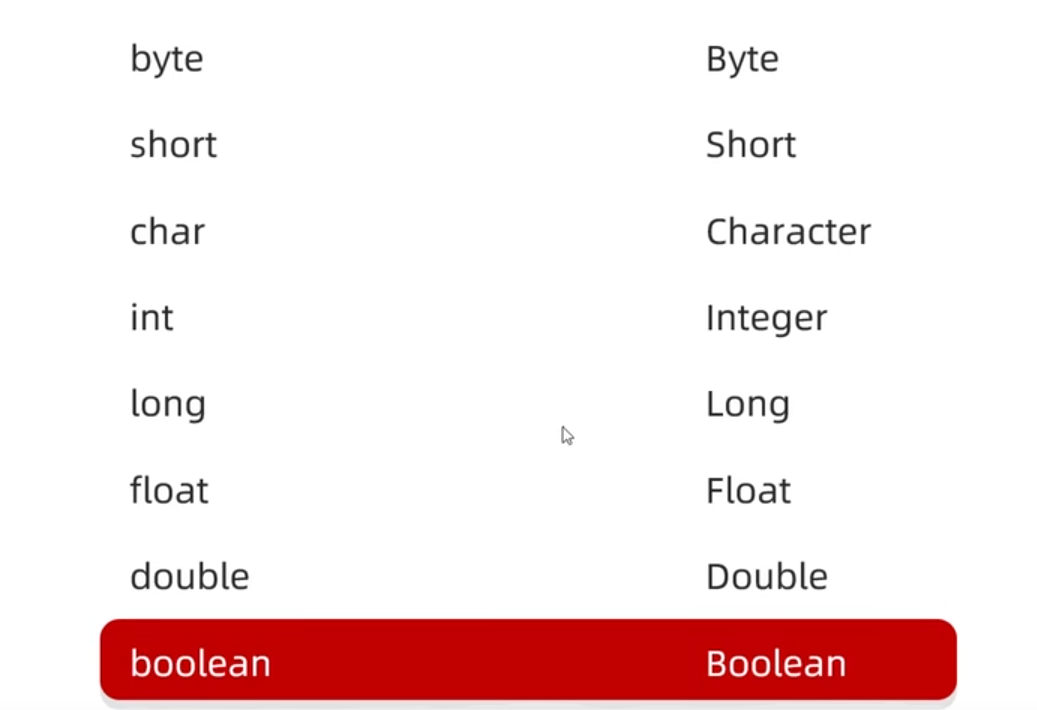 byte Byte
short Short
char Character
int Integer
long Long
float Float
double Double
boolean Boolean